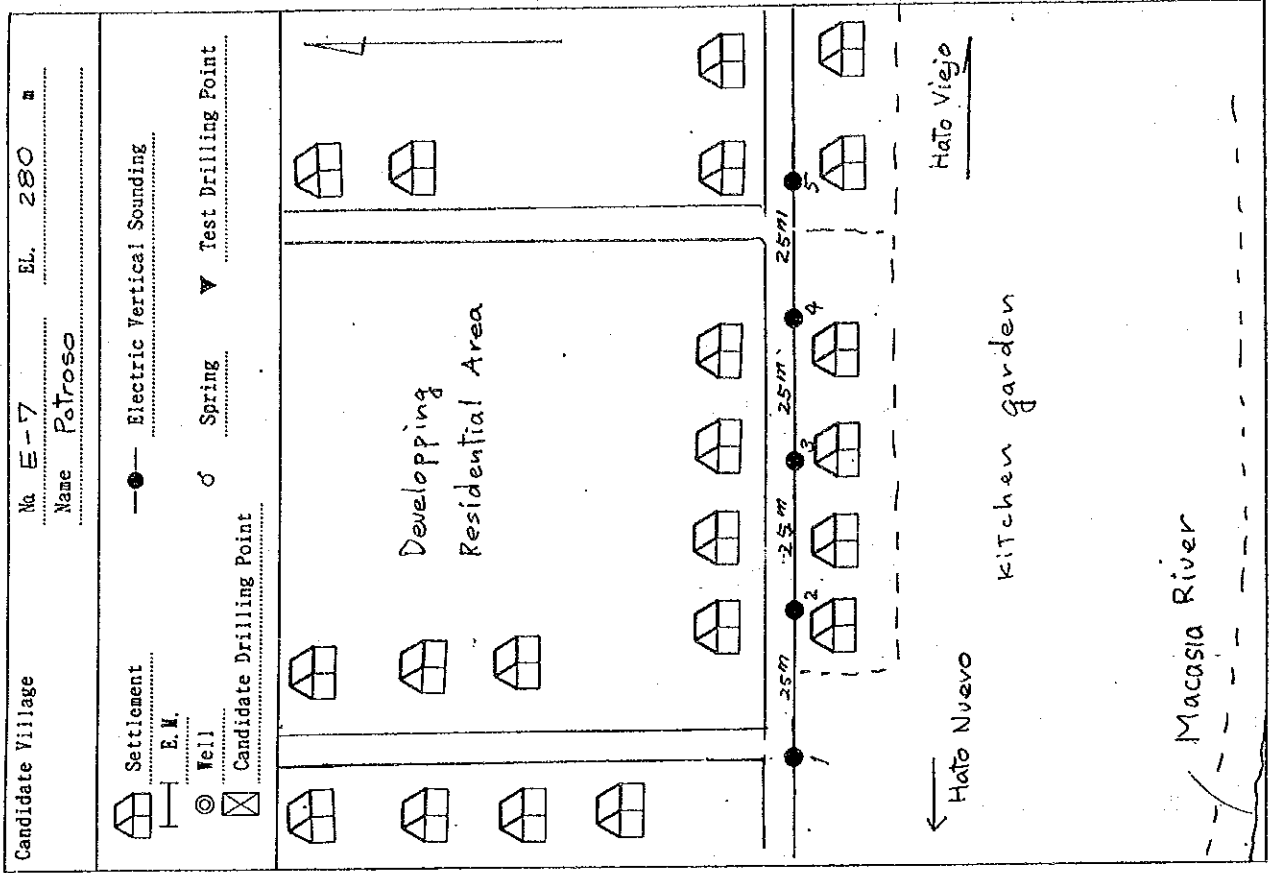 Candidate Village
No E-7
EL. 280 m
Name Potroso
Settlement
Electric Vertical Sounding
E.M.
Well
Spring
Test Drilling Point
Candidate Drilling Point
Developping
Residential Area
25m
25m
25m
25m
1
2
3
4
5
Hato Nuevo
Hato Viejo
Kitchen garden
Macasia River